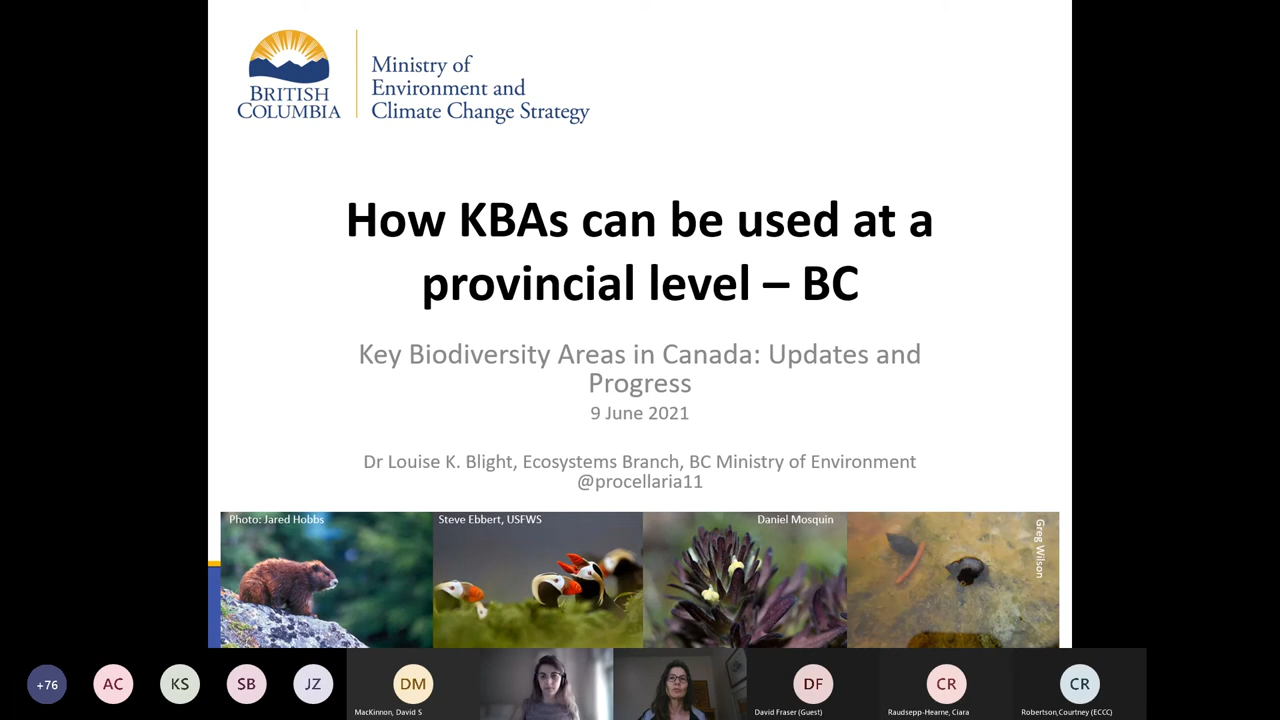 BRITISH
COLUMBIA
Ministry of
Environment and
Climate Change Strategy
How KBAs can be used at a
provincial level – BC
Key Biodiversity Areas in Canada: Updates and
Progress
9 June 2021
Dr Louise K. Blight, Ecosystems Branch, BC Ministry of Environment
@procellaria11
Photo: Jared Hobbs
Steve Ebbert, USFWS
Daniel Mosquin
Greg Wilson
+76
AC
KS
SB
JZ
DM
DF
CR
CR
MacKinnon, David S
David Fraser (Guest)
Raudsepp-Hearne, Ciara
Robertson,Courtney (ECCC)